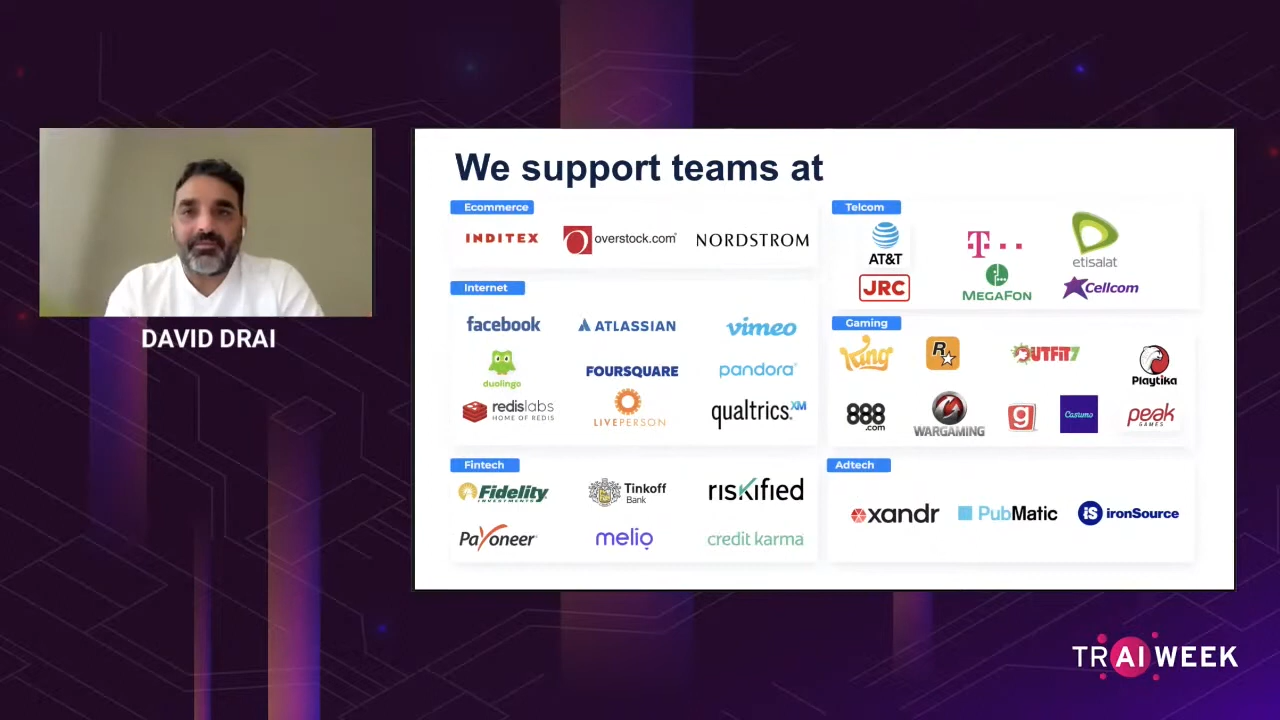 DAVID DRAI
We support teams at
Ecommerce
INDITEX
overstock.com
NORDSTROM
Internet
facebook
ATLASSIAN
vimeo
duolingo
FOURSQUARE
pandora
redislabs
HOME OF REDIS
LIVEPERSON
qualtrics.XM
Fintech
Fidelity
INVESTMENTS
Tinkoff
Bank
riskified
Payoneer
melio
credit karma
Telcom
AT&T
T
etisalat
JRC
MEGAFON
Cellcom
Gaming
King
R
OUTFIT7
Playtika
888
.com
WARGAMING
g
Casumo
peak
GAMES
Adtech
xandr
PubMatic
iS ironSource
TRAI WEEK